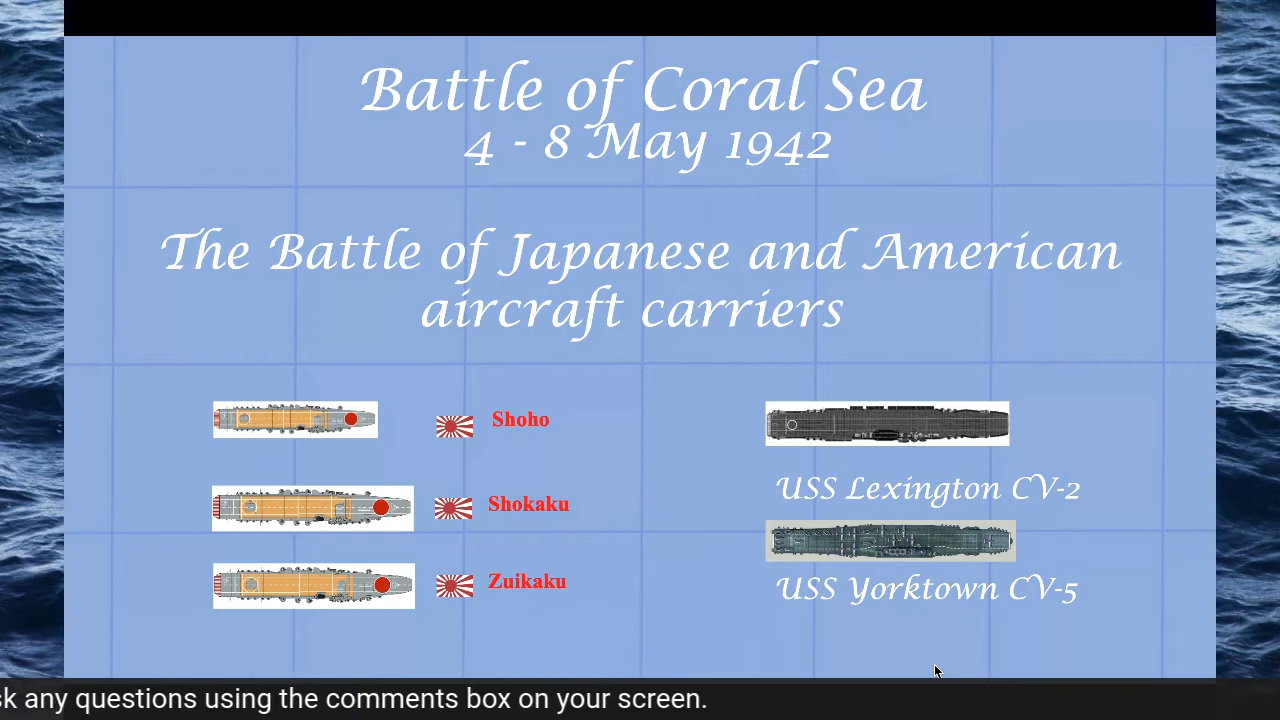 Battle of Coral Sea
4 - 8 May 1942
The Battle of Japanese and American
aircraft carriers
Shoho
Shokaku
Zuikaku
USS Lexington CV-2
USS Yorktown CV-5
any questions using the comments box on your screen.